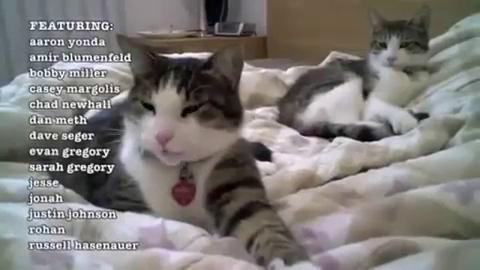 FEATURING:
aaron yonda
amir blumenfeld
bobby miller
casey margolis
chad newhall
dan meth
dave seger
evan gregory
sarah gregory
jesse
jonah
justin johnson
rohan
russell hasenauer